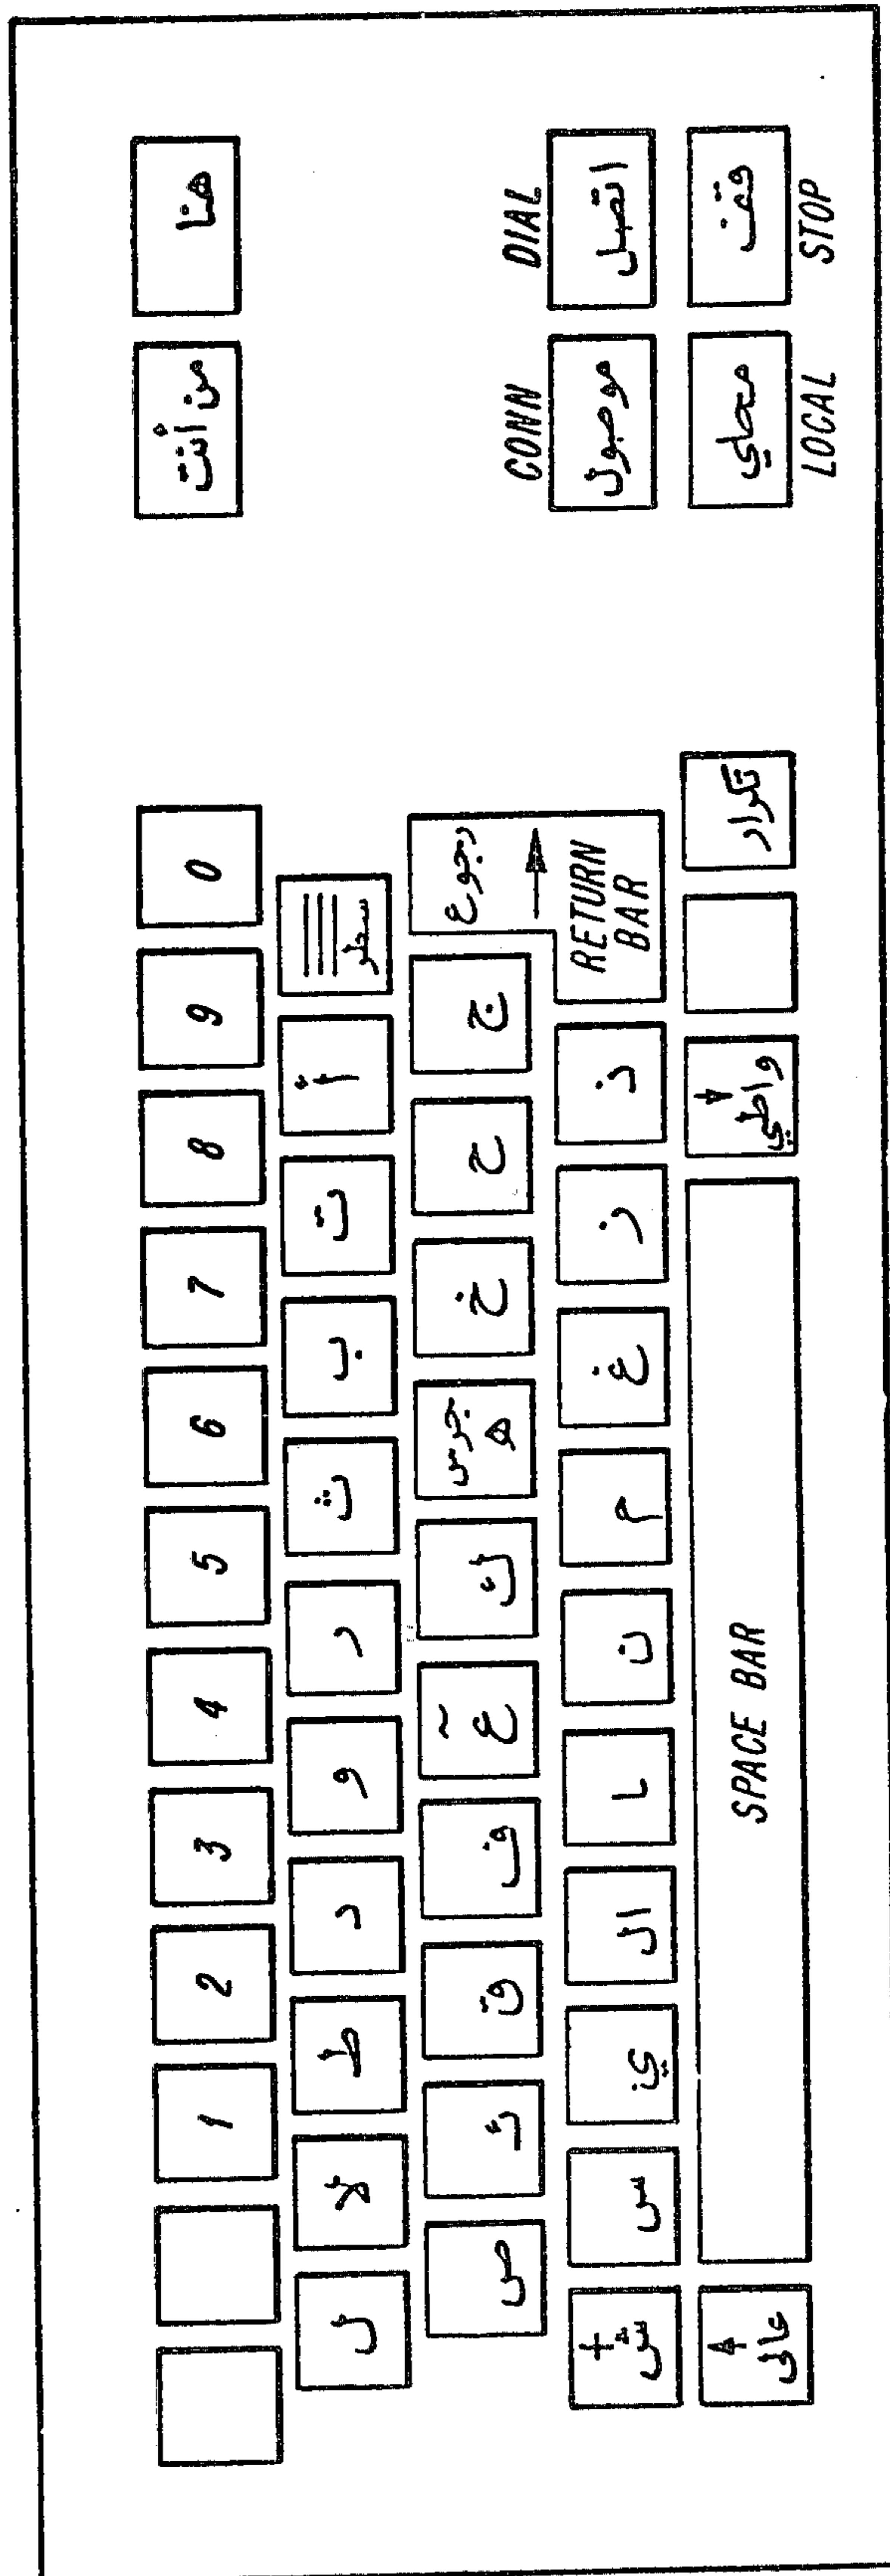 1 2 3 4 5 6 7 8 9 0 من أنت هنا
ل لا ط د و ر ث ب ت أ سطر
CONN DIAL
ص ق ف ع ~ ك جرس ه خ ح ج رجوع →
موصول اتصل
+ ش س ي ال ا ن م غ ز ذ RETURN BAR
عالى ↑ SPACE BAR واطي ↓ تكرار محلي قف
LOCAL STOP